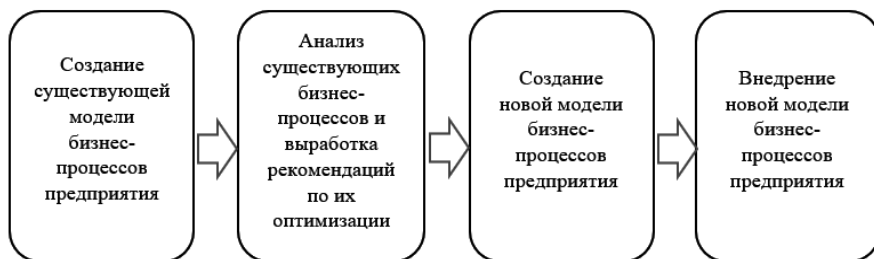 Создание
существующей
модели
бизнес-
процессов
предприятия
Анализ
существующих
бизнес-
процессов и
выработка
рекомендаций
по их
оптимизации
Создание
новой модели
бизнес-
процессов
предприятия
Внедрение
новой модели
бизнес-
процессов
предприятия